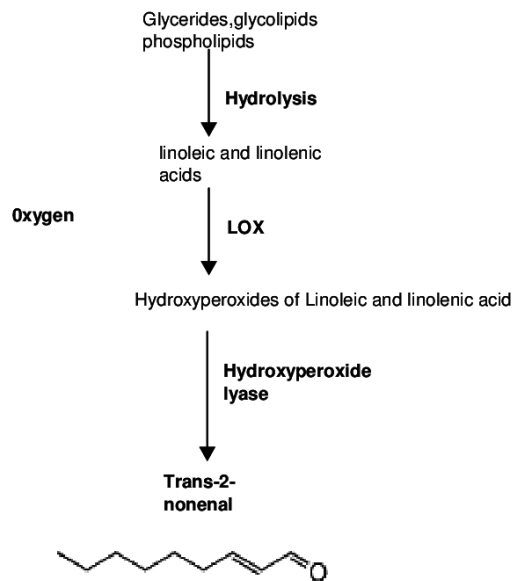 Glycerides,glycolipids
phospholipids
Hydrolysis
linoleic and linolenic
acids
0xygen
LOX
Hydroxyperoxides of Linoleic and linolenic acid
Hydroxyperoxide
lyase
Trans-2-
nonenal
O